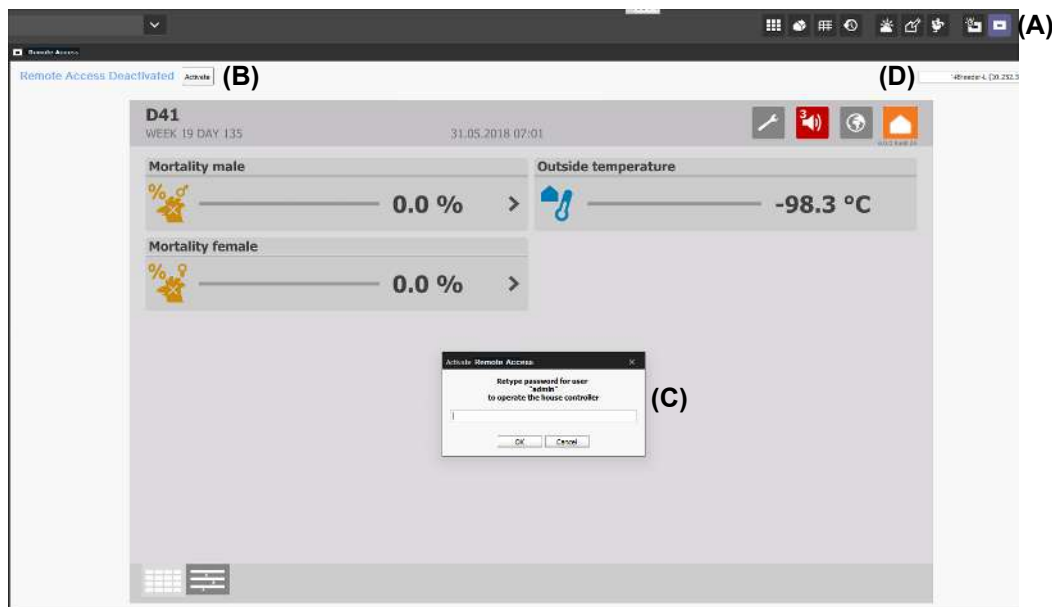 (A)
Remote Access
Remote Access Deactivated Activate (B) (D)
D41
WEEK 19 DAY 135 31.05.2018 07:01
3
Mortality male Outside temperature
% 0.0 % > -98.3 °C
Mortality female
% 0.0 % >
Activate Remote Access ×
Retype password for user
"admin"
to operate the house controller
(C)
OK Cancel